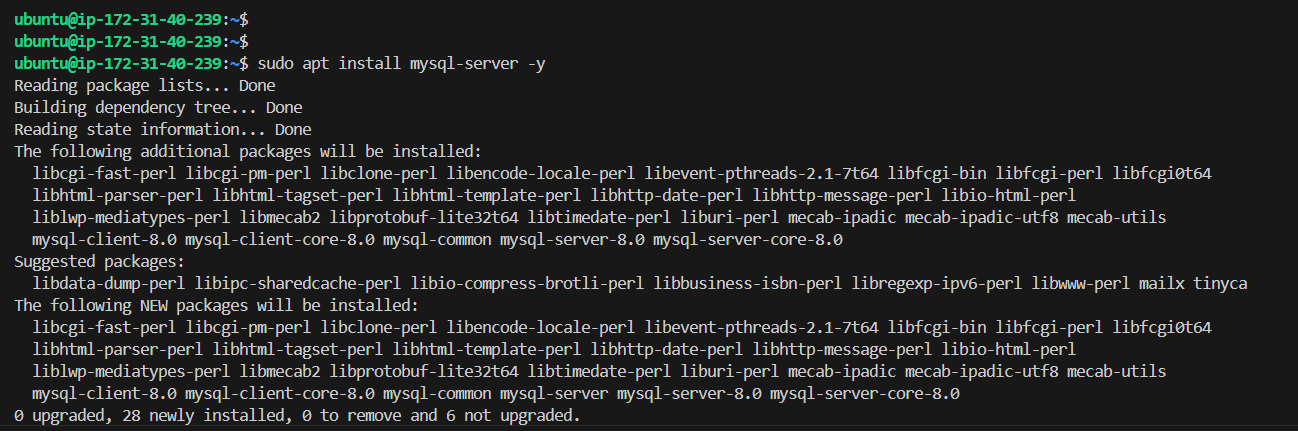 ubuntu@ip-172-31-40-239:~$
ubuntu@ip-172-31-40-239:~$
ubuntu@ip-172-31-40-239:~$ sudo apt install mysql-server -y
Reading package lists... Done
Building dependency tree... Done
Reading state information... Done
The following additional packages will be installed:
  libcgi-fast-perl libcgi-pm-perl libclone-perl libencode-locale-perl libevent-pthreads-2.1-7t64 libfcgi-bin libfcgi-perl libfcgi0t64
  libhtml-parser-perl libhtml-tagset-perl libhtml-template-perl libhttp-date-perl libhttp-message-perl libio-html-perl
  liblwp-mediatypes-perl libmecab2 libprotobuf-lite32t64 libtimedate-perl liburi-perl mecab-ipadic mecab-ipadic-utf8 mecab-utils
  mysql-client-8.0 mysql-client-core-8.0 mysql-common mysql-server-8.0 mysql-server-core-8.0
Suggested packages:
  libdata-dump-perl libipc-sharedcache-perl libio-compress-brotli-perl libbusiness-isbn-perl libregexp-ipv6-perl libwww-perl mailx tinyca
The following NEW packages will be installed:
  libcgi-fast-perl libcgi-pm-perl libclone-perl libencode-locale-perl libevent-pthreads-2.1-7t64 libfcgi-bin libfcgi-perl libfcgi0t64
  libhtml-parser-perl libhtml-tagset-perl libhtml-template-perl libhttp-date-perl libhttp-message-perl libio-html-perl
  liblwp-mediatypes-perl libmecab2 libprotobuf-lite32t64 libtimedate-perl liburi-perl mecab-ipadic mecab-ipadic-utf8 mecab-utils
  mysql-client-8.0 mysql-client-core-8.0 mysql-common mysql-server mysql-server-8.0 mysql-server-core-8.0
0 upgraded, 28 newly installed, 0 to remove and 6 not upgraded.